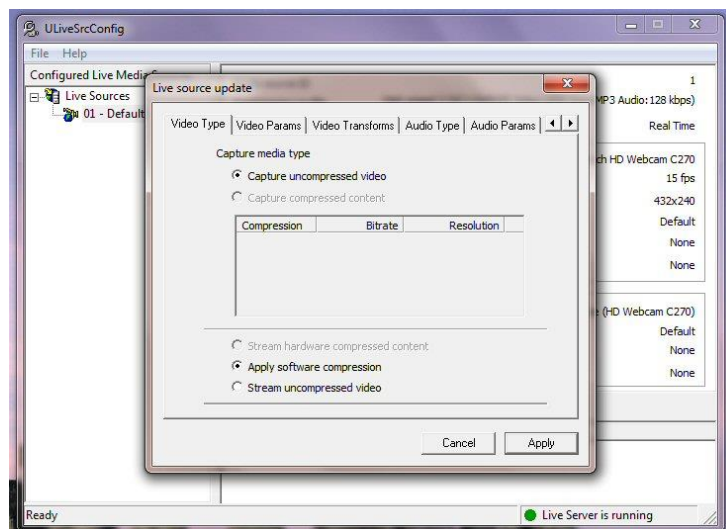 ULiveSrcConfig
File Help
Configured Live Media
Live Sources
01 - Default
Live source update
Video Type Video Params Video Transforms Audio Type Audio Params
Capture media type
Capture uncompressed video
Capture compressed content
Compression Bitrate Resolution
Stream hardware compressed content
Apply software compression
Stream uncompressed video
Cancel Apply
1
MP3 Audio:128 kbps)
Real Time
HD Webcam C270
15 fps
432x240
Default
None
None
(HD Webcam C270)
Default
None
None
Ready
Live Server is running